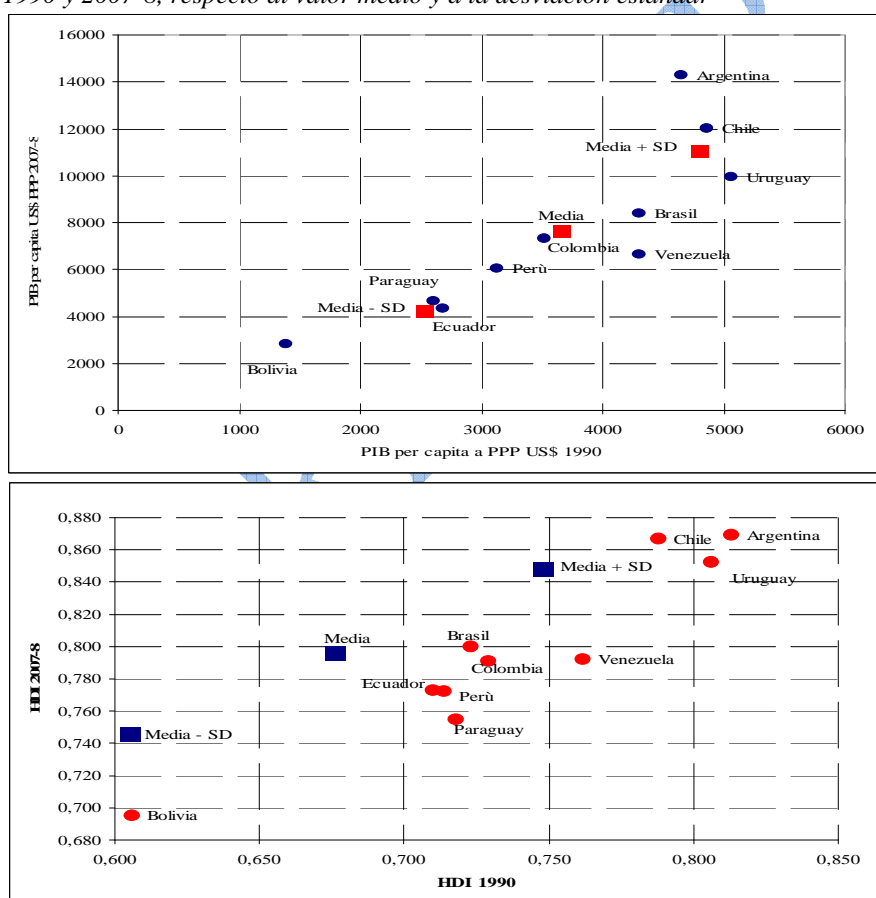 1990 y 2007-8, respecto al valor medio y a la desviación estándar
16000
14000
12000
10000
8000
6000
4000
2000
0
PIB per capita US$ PPP 2007-8
Argentina
Chile
Media + SD
Uruguay
Media
Brasil
Colombia
Venezuela
Perù
Paraguay
Media - SD
Ecuador
Bolivia
0 1000 2000 3000 4000 5000 6000
PIB per capita a PPP US$ 1990
0,880
0,860
0,840
0,820
0,800
0,780
0,760
0,740
0,720
0,700
0,680
HDI 2007-8
Chile
Argentina
Media + SD
Uruguay
Media
Brasil
Colombia
Venezuela
Ecuador
Perù
Paraguay
Media - SD
Bolivia
0,600 0,650 0,700 0,750 0,800 0,850
HDI 1990